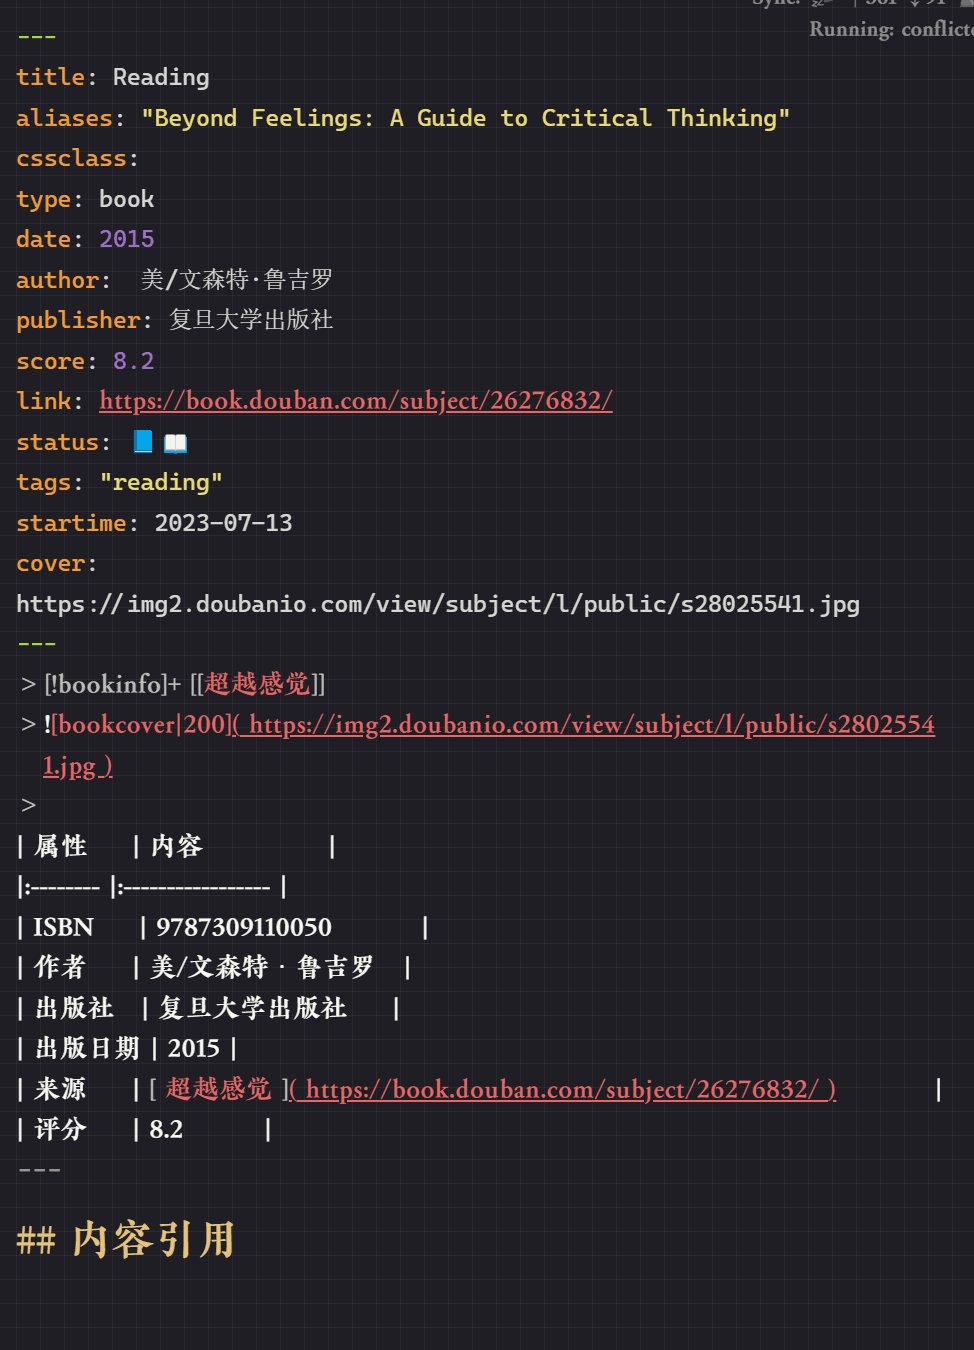 Running:
---
title: Reading
aliases: "Beyond Feelings: A Guide to Critical Thinking"
cssclass:
type: book
date: 2015
author:  美/文森特·鲁吉罗
publisher: 复旦大学出版社
score: 8.2
link: https://book.douban.com/subject/26276832/
status: 📘 📖
tags: "reading"
startime: 2023-07-13
cover:
https://img2.doubanio.com/view/subject/l/public/s28025541.jpg
---
> [!bookinfo]+ [[超越感觉]]
> ![bookcover|200]( https://img2.doubanio.com/view/subject/l/public/s2802554
1.jpg )
>
| 属性 | 内容 |
|:-------- |:----------------- |
| ISBN | 9787309110050 |
| 作者 | 美/文森特 · 鲁吉罗 |
| 出版社 | 复旦大学出版社 |
| 出版日期 | 2015 |
| 来源 | [ 超越感觉 ]( https://book.douban.com/subject/26276832/ ) |
| 评分 | 8.2 |
---
## 内容引用